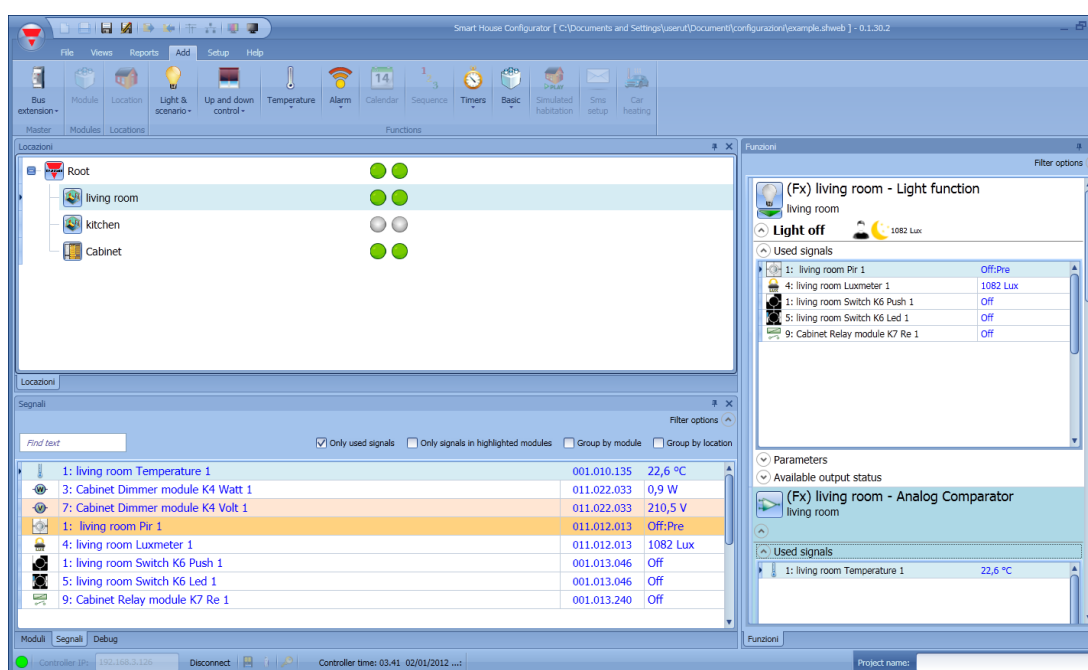 Smart House Configurator [ C:\Documents and Settings\userut\Documenti\configurazioni\example.shweb ] - 0.1.30.2
File Views Reports Add Setup Help
Bus extension Module Location Light & scenario Up and down control Temperature Alarm 14 Calendar 1 2 3 Sequence Timers Basic PLAY Simulated habitation Sms setup Car heating
Master Modules Locations Functions
Locazioni
Root
living room
kitchen
Cabinet
Locazioni
Segnali
Filter options
Find text Only used signals Only signals in highlighted modules Group by module Group by location
1: living room Temperature 1 001.010.135 22,6 °C
3: Cabinet Dimmer module K4 Watt 1 011.022.033 0,9 W
7: Cabinet Dimmer module K4 Volt 1 011.022.033 210,5 V
1: living room Pir 1 011.012.013 Off:Pre
4: living room Luxmeter 1 011.012.013 1082 Lux
1: living room Switch K6 Push 1 001.013.046 Off
5: living room Switch K6 Led 1 001.013.046 Off
9: Cabinet Relay module K7 Re 1 001.013.240 Off
Moduli Segnali Debug
Funzioni
Filter options
(Fx) living room - Light function
living room
Light off 1082 Lux
Used signals
1: living room Pir 1 Off:Pre
4: living room Luxmeter 1 1082 Lux
1: living room Switch K6 Push 1 Off
5: living room Switch K6 Led 1 Off
9: Cabinet Relay module K7 Re 1 Off
Parameters
Available output status
(Fx) living room - Analog Comparator
living room
Used signals
1: living room Temperature 1 22,6 °C
Funzioni
Controller IP: 192.168.3.126 Disconnect Controller time: 03.41 02/01/2012 ...: Project name: